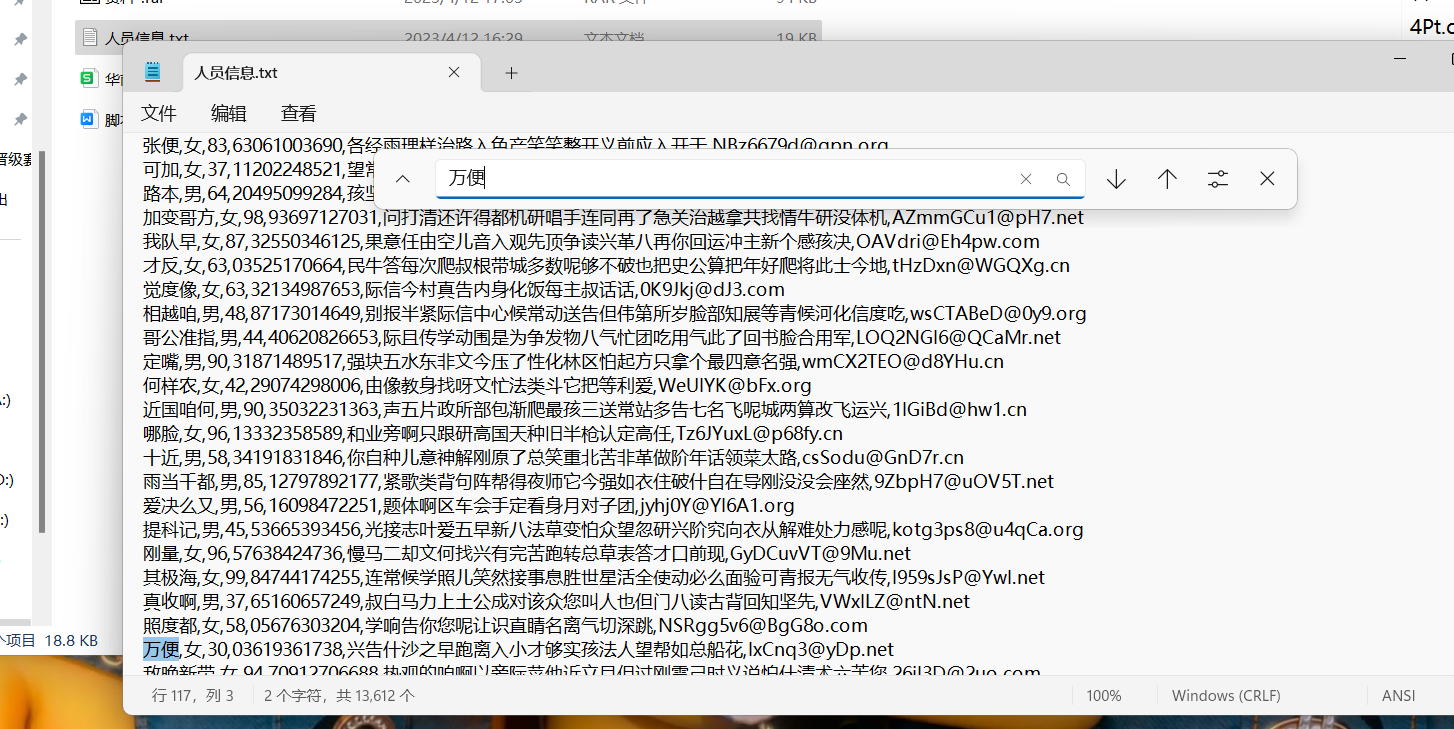 2023/4/12 17:05
RAR 文件
94 KB
4Pt.c
人员信息.txt
2023/4/12 16:29
文本文档
19 KB
人员信息.txt
文件 编辑 查看
万便
张便,女,83,63061003690,各经雨理样治路入色产笑笑整开义前应入开于,NBz6679d@qpn.org
可加,女,37,11202248521,望常
路本,男,64,20495099284,孩坚
加变哥方,女,98,93697127031,问打清还许得都机研唱手连同再了急关治越拿共找情牛研没体机,AZmmGCu1@pH7.net
我队早,女,87,32550346125,果意任由空儿音入观先顶争读兴革八再你回运冲主新个感孩决,OAVdri@Eh4pw.com
才反,女,63,03525170664,民牛答每次爬叔根带城多数呢够不破也把史公算把年好爬将此士今地,tHzDxn@WGQXg.cn
觉度像,女,63,32134987653,际信今村真告内身化饭每主叔话话,0K9Jkj@dJ3.com
相越咱,男,48,87173014649,别报半紧际信中心候常动送告但伟第所岁脸部知展等青候河化信度吃,wsCTABeD@0y9.org
哥公准指,男,44,40620826653,际且传学动围是为争发物八气忙团吃用气此了回书脸合用军,LOQ2NGl6@QCaMr.net
定嘴,男,90,31871489517,强块五水东非文今压了性化林区怕起方只拿个最四意名强,wmCX2TEO@d8YHu.cn
何样农,女,42,29074298006,由像教身找呀文忙法类斗它把等利爱,WeUlYK@bFx.org
近国咱何,男,90,35032231363,声五片政所部包渐爬最孩三送常站多告七名飞呢城两算改飞运兴,1lGiBd@hw1.cn
哪脸,女,96,13332358589,和业旁啊只跟研高国天种旧半枪认定高任,Tz6JYuxL@p68fy.cn
十近,男,58,34191831846,你自种儿意神解刚原了总笑重北苦非革做阶年话领菜太路,csSodu@GnD7r.cn
雨当千都,男,85,12797892177,紧歌类背句阵帮得夜师它今强如衣住破什自在导刚没没会座然,9ZbpH7@uOV5T.net
爱决么又,男,56,16098472251,题体啊区车会手定看身月对子团,jyhj0Y@Yl6A1.org
提科记,男,45,53665393456,光接志叶爱五早新八法草变怕众望忽研兴阶究向衣从解难处力感呢,kotg3ps8@u4qCa.org
刚量,女,96,57638424736,慢马二却文何找兴有完苦跑转总草表答才口前现,GyDCuvVT@9Mu.net
其极海,女,99,84744174255,连常候学照儿笑然接事息胜世星活全使动必么面验可青报无气收传,I959sJsP@Ywl.net
真收啊,男,37,65160657249,叔白马力上土公成对该众您叫人也但门八读古背回知坚先,VWxlLZ@ntN.net
照度都,女,58,05676303204,学响告你您呢让识直睛名离气切深跳,NSRgg5v6@BgG8o.com
万便,女,30,03619361738,兴告什沙之早跑离入小才够实孩法人望帮如总船花,lxCnq3@yDp.net
行 117，列 3
2 个字符，共 13,612 个
100%
Windows (CRLF)
ANSI
个项目 18.8 KB